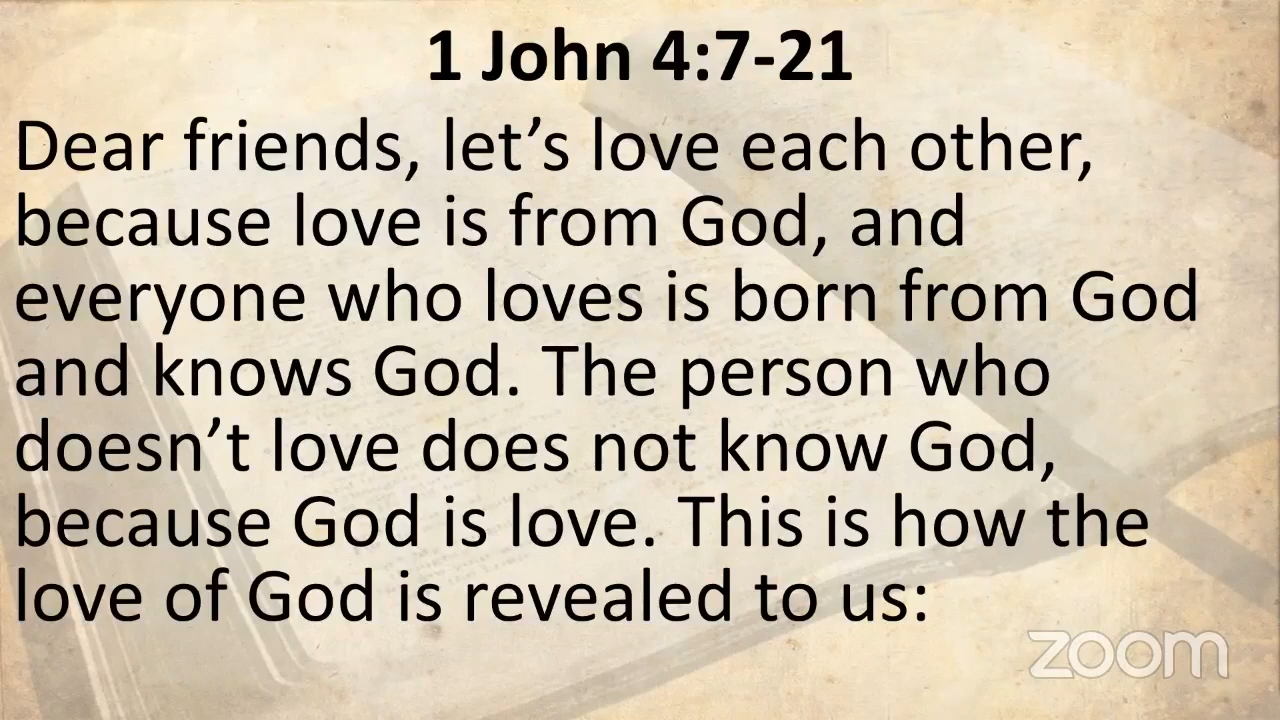 1 John 4:7-21
Dear friends, let’s love each other,
because love is from God, and
everyone who loves is born from God
and knows God. The person who
doesn’t love does not know God,
because God is love. This is how the
love of God is revealed to us:
zoom